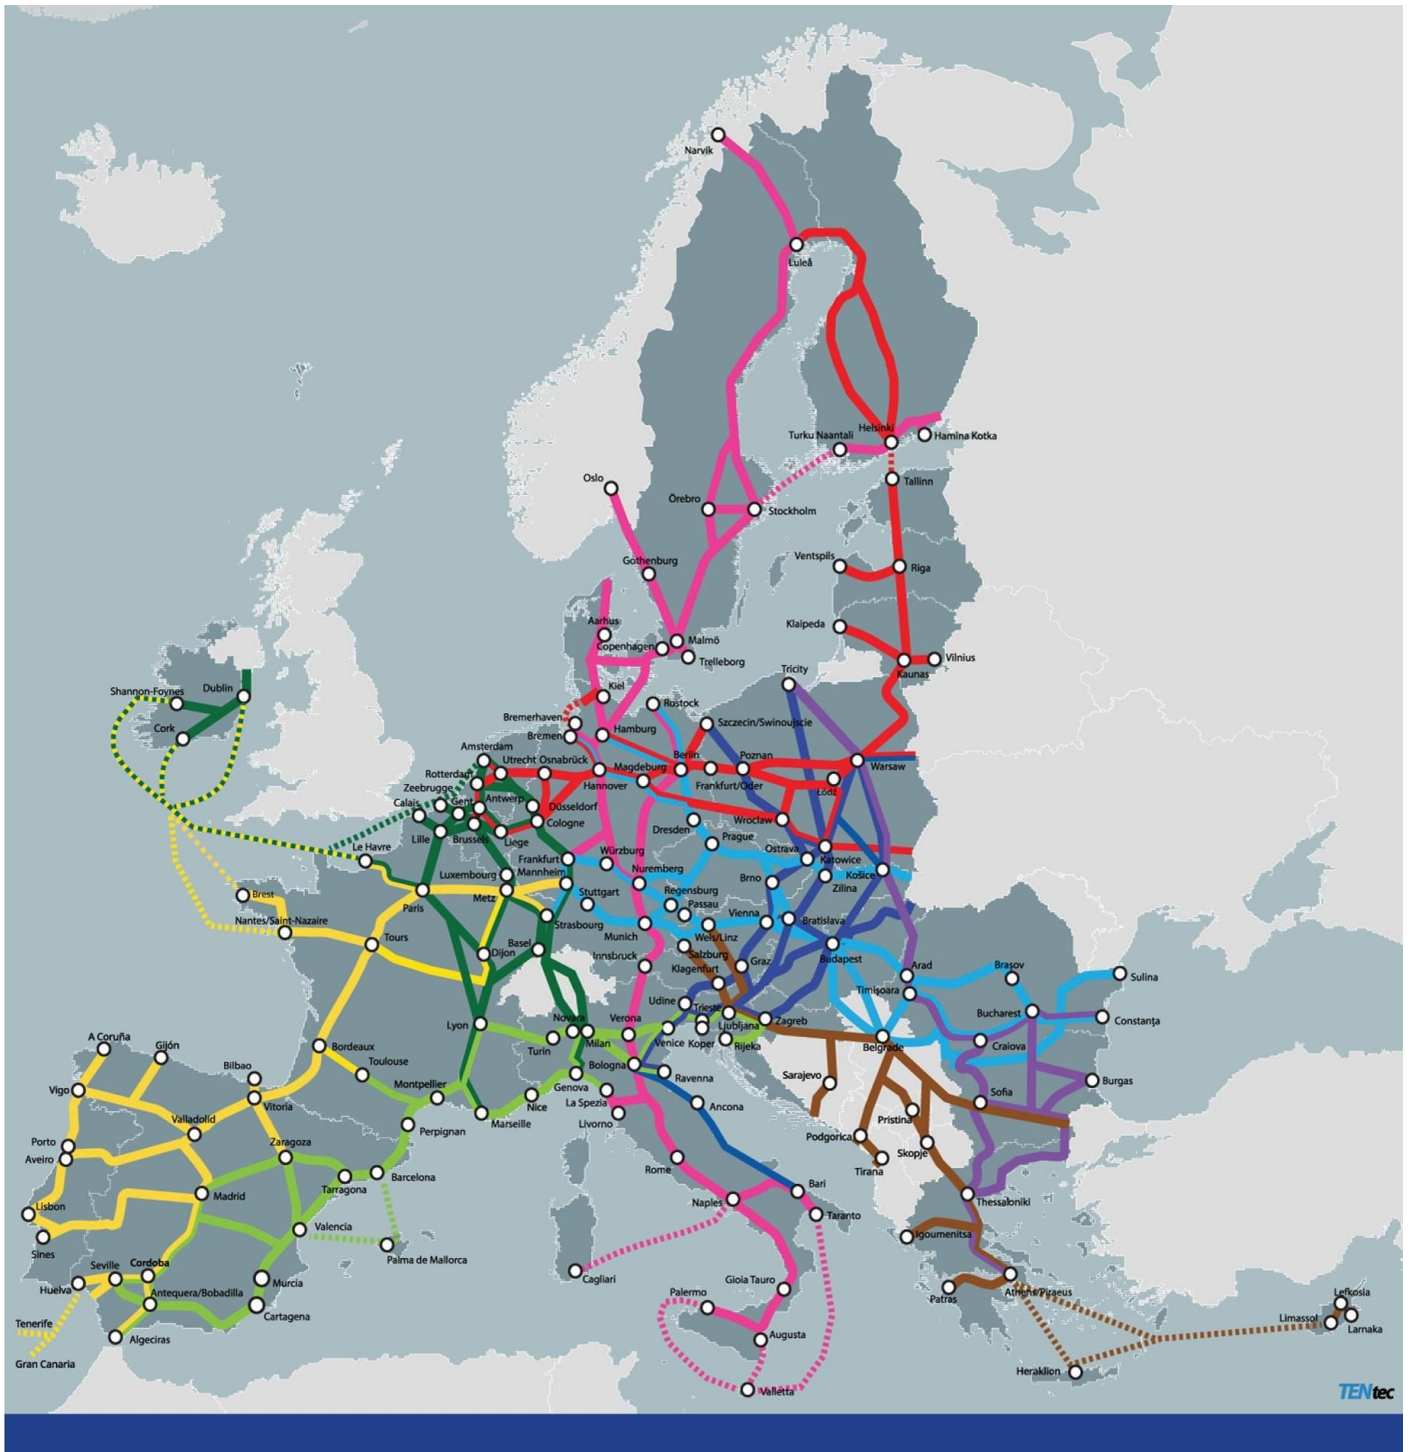 Narvik
Luleå
Helsinki
Turku Naantali
Hamina Kotka
Oslo
Tallinn
Örebro
Stockholm
Gothenburg
Ventspils
Riga
Aarhus
Klaipeda
Copenhagen
Malmö
Trelleborg
Vilnius
Kaunas
Tricity
Shannon-Foynes
Dublin
Kiel
Rostock
Cork
Bremerhaven
Szczecin/Swinoujscie
Bremen
Hamburg
Amsterdam
Utrecht
Osnabrück
Magdeburg
Berlin
Poznan
Warsaw
Rotterdam
Zeebrugge
Hannover
Frankfurt/Oder
Łódz
Calais
Gent
Antwerp
Düsseldorf
Cologne
Lille
Brussels
Liege
Dresden
Wroclaw
Prague
Le Havre
Frankfurt
Würzburg
Ostrava
Katowice
Luxembourg
Mannheim
Nuremberg
Brno
Zilina
Košice
Brest
Paris
Metz
Stuttgart
Regensburg
Passau
Nantes/Saint-Nazaire
Strasbourg
Vienna
Bratislava
Tours
Munich
Wels/Linz
Dijon
Basel
Innsbruck
Salzburg
Budapest
Klagenfurt
Graz
Arad
Brașov
Sulina
Timișoara
Udine
Trieste
Lyon
Novara
Verona
Ljubljana
Zagreb
Bucharest
Constanța
A Coruña
Gijón
Bordeaux
Turin
Milan
Venice
Koper
Rijeka
Belgrade
Craiova
Toulouse
Bilbao
Bologna
Ravenna
Sarajevo
Vigo
Vitoria
Montpellier
Genova
La Spezia
Nice
Sofia
Burgas
Valladolid
Marseille
Livorno
Ancona
Pristina
Porto
Perpignan
Podgorica
Aveiro
Zaragoza
Skopje
Rome
Tirana
Barcelona
Tarragona
Lisbon
Madrid
Naples
Bari
Thessaloniki
Valencia
Taranto
Sines
Palma de Mallorca
Igoumenitsa
Seville
Cordoba
Cagliari
Huelva
Murcia
Gioia Tauro
Antequera/Bobadilla
Palermo
Patras
Athens/Piraeus
Lefkosia
Cartagena
Limassol
Larnaka
Tenerife
Algeciras
Augusta
Gran Canaria
Heraklion
Valletta
TENtec